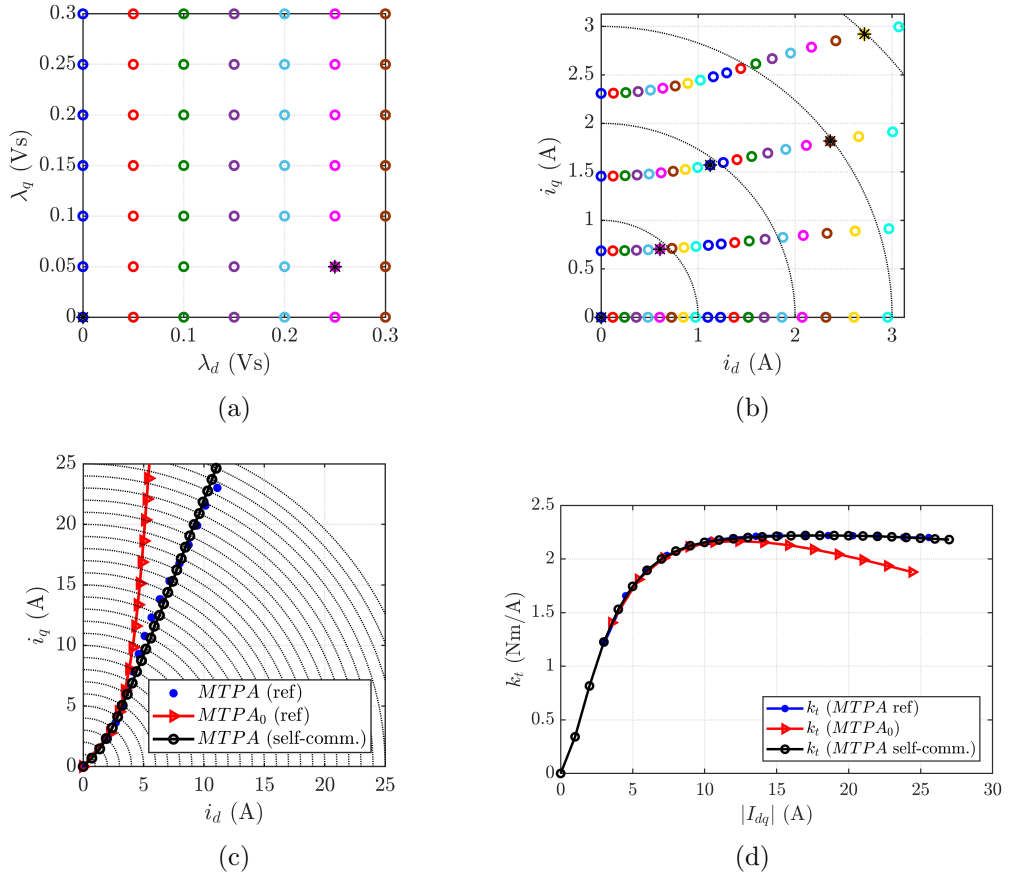 0.3
0.25
0.2
0.15
0.1
0.05
0
λq (Vs)
0 0.1 0.2 0.3
λd (Vs)
(a)
3
2.5
2
1.5
1
0.5
0
iq (A)
0 1 2 3
id (A)
(b)
25
20
15
10
5
0
iq (A)
MTPA (ref)
MTPA0 (ref)
MTPA (self-comm.)
0 5 10 15 20 25
id (A)
(c)
2.5
2
1.5
1
0.5
0
kt (Nm/A)
kt (MTPA ref)
kt (MTPA0)
kt (MTPA self-comm.)
0 5 10 15 20 25 30
|Idq| (A)
(d)